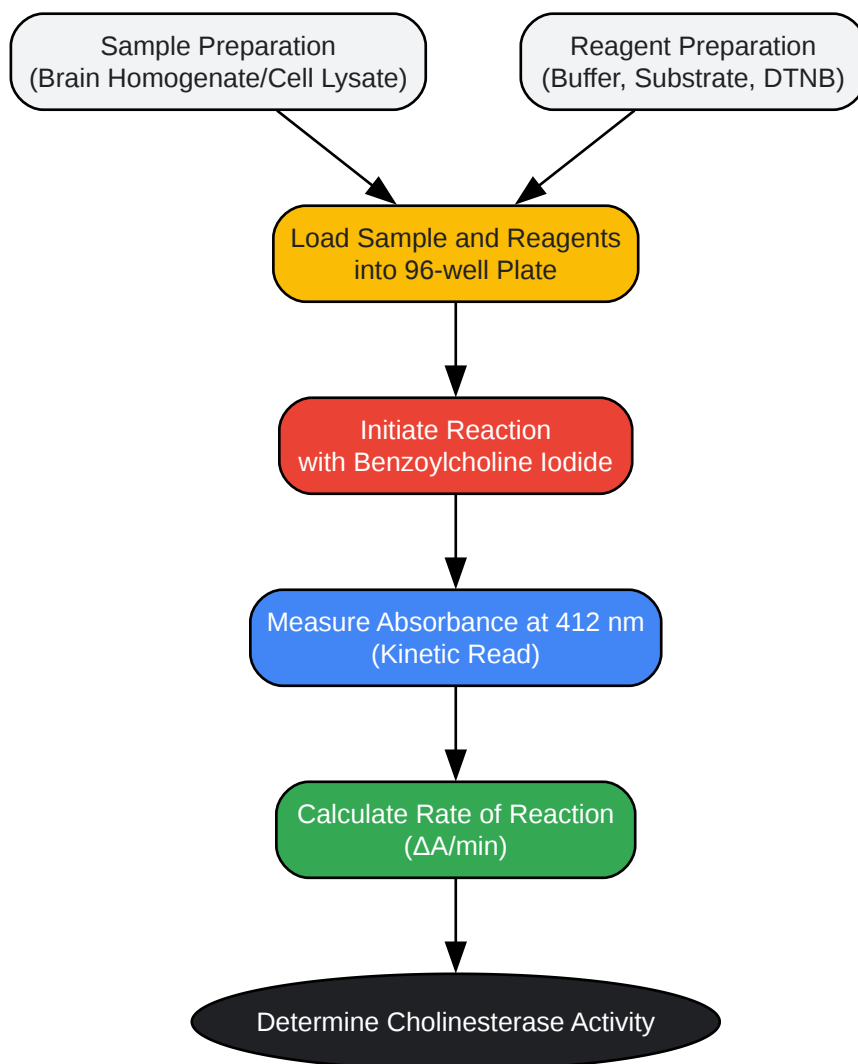 Sample Preparation
(Brain Homogenate/Cell Lysate)
Reagent Preparation
(Buffer, Substrate, DTNB)
Load Sample and Reagents
into 96-well Plate
Initiate Reaction
with Benzoylcholine Iodide
Measure Absorbance at 412 nm
(Kinetic Read)
Calculate Rate of Reaction
(ΔA/min)
Determine Cholinesterase Activity